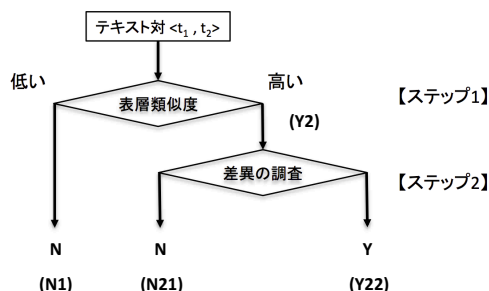 テキスト対 <t₁ , t₂>
低い
高い
表層類似度
【ステップ1】
(Y2)
差異の調査
【ステップ2】
N
N
Y
(N1)
(N21)
(Y22)